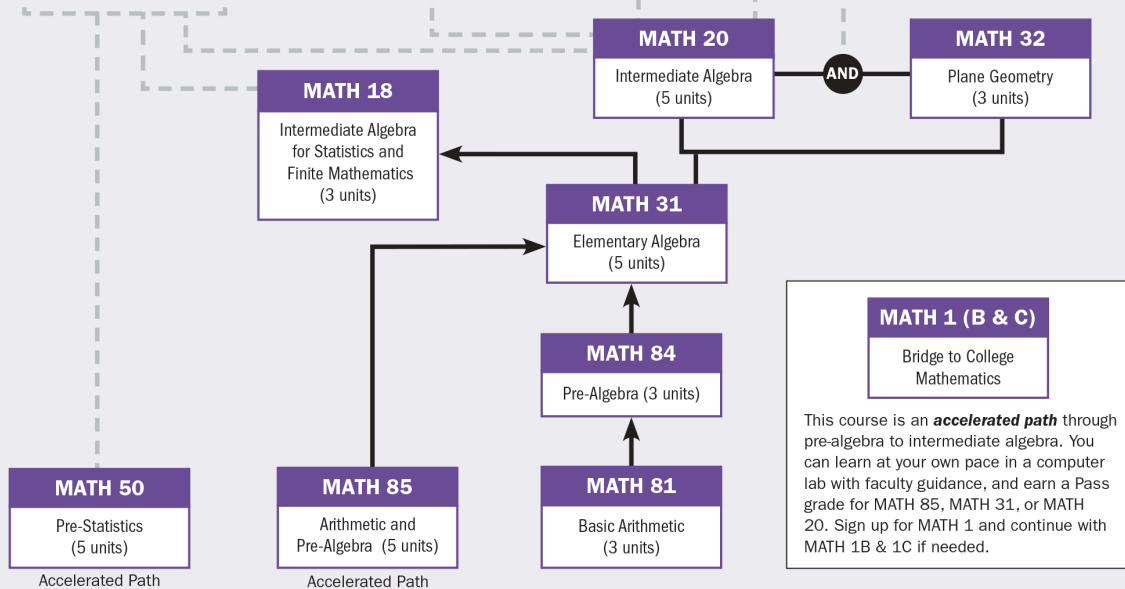 MATH 20
Intermediate Algebra
(5 units)
AND
MATH 32
Plane Geometry
(3 units)
MATH 18
Intermediate Algebra
for Statistics and
Finite Mathematics
(3 units)
MATH 31
Elementary Algebra
(5 units)
MATH 84
Pre-Algebra (3 units)
MATH 1 (B & C)
Bridge to College
Mathematics
This course is an accelerated path through
pre-algebra to intermediate algebra. You
can learn at your own pace in a computer
lab with faculty guidance, and earn a Pass
grade for MATH 85, MATH 31, or MATH
20. Sign up for MATH 1 and continue with
MATH 1B & 1C if needed.
MATH 50
Pre-Statistics
(5 units)
Accelerated Path
MATH 85
Arithmetic and
Pre-Algebra (5 units)
Accelerated Path
MATH 81
Basic Arithmetic
(3 units)